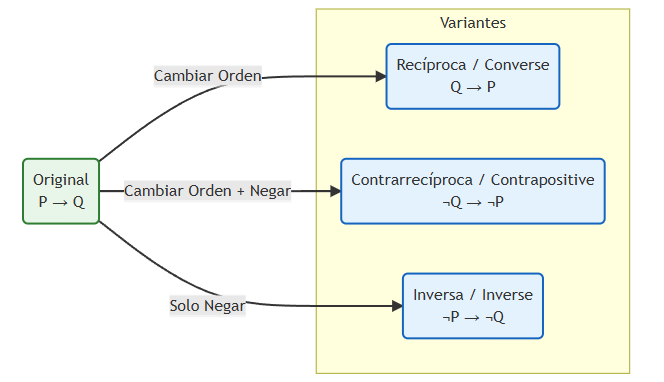 Variantes
Cambiar Orden
Recíproca / Converse
Q → P
Original
P → Q
Cambiar Orden + Negar
Contrarrecíproca / Contrapositive
¬Q → ¬P
Solo Negar
Inversa / Inverse
¬P → ¬Q